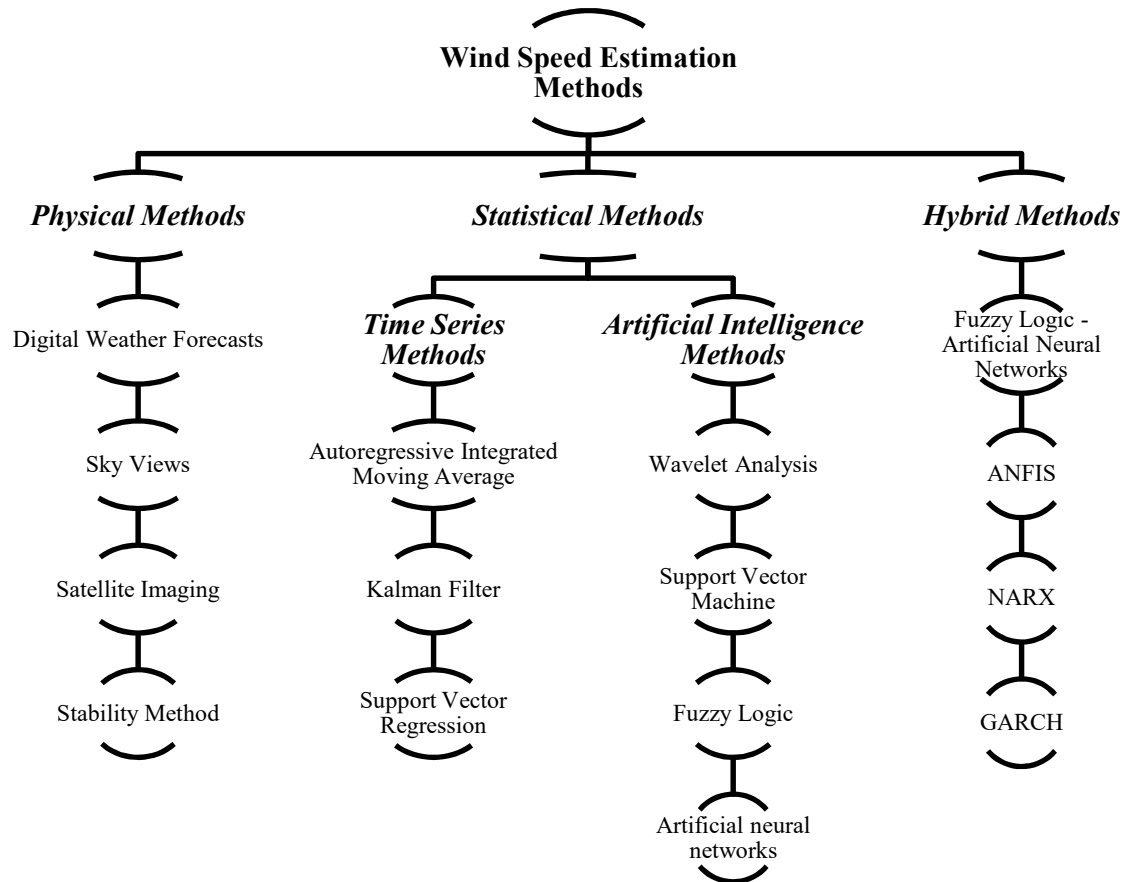 Wind Speed Estimation
Methods
Physical Methods
Statistical Methods
Hybrid Methods
Digital Weather Forecasts
Sky Views
Satellite Imaging
Stability Method
Time Series
Methods
Autoregressive Integrated
Moving Average
Kalman Filter
Support Vector
Regression
Artificial Intelligence
Methods
Wavelet Analysis
Support Vector
Machine
Fuzzy Logic
Artificial neural
networks
Fuzzy Logic -
Artificial Neural
Networks
ANFIS
NARX
GARCH